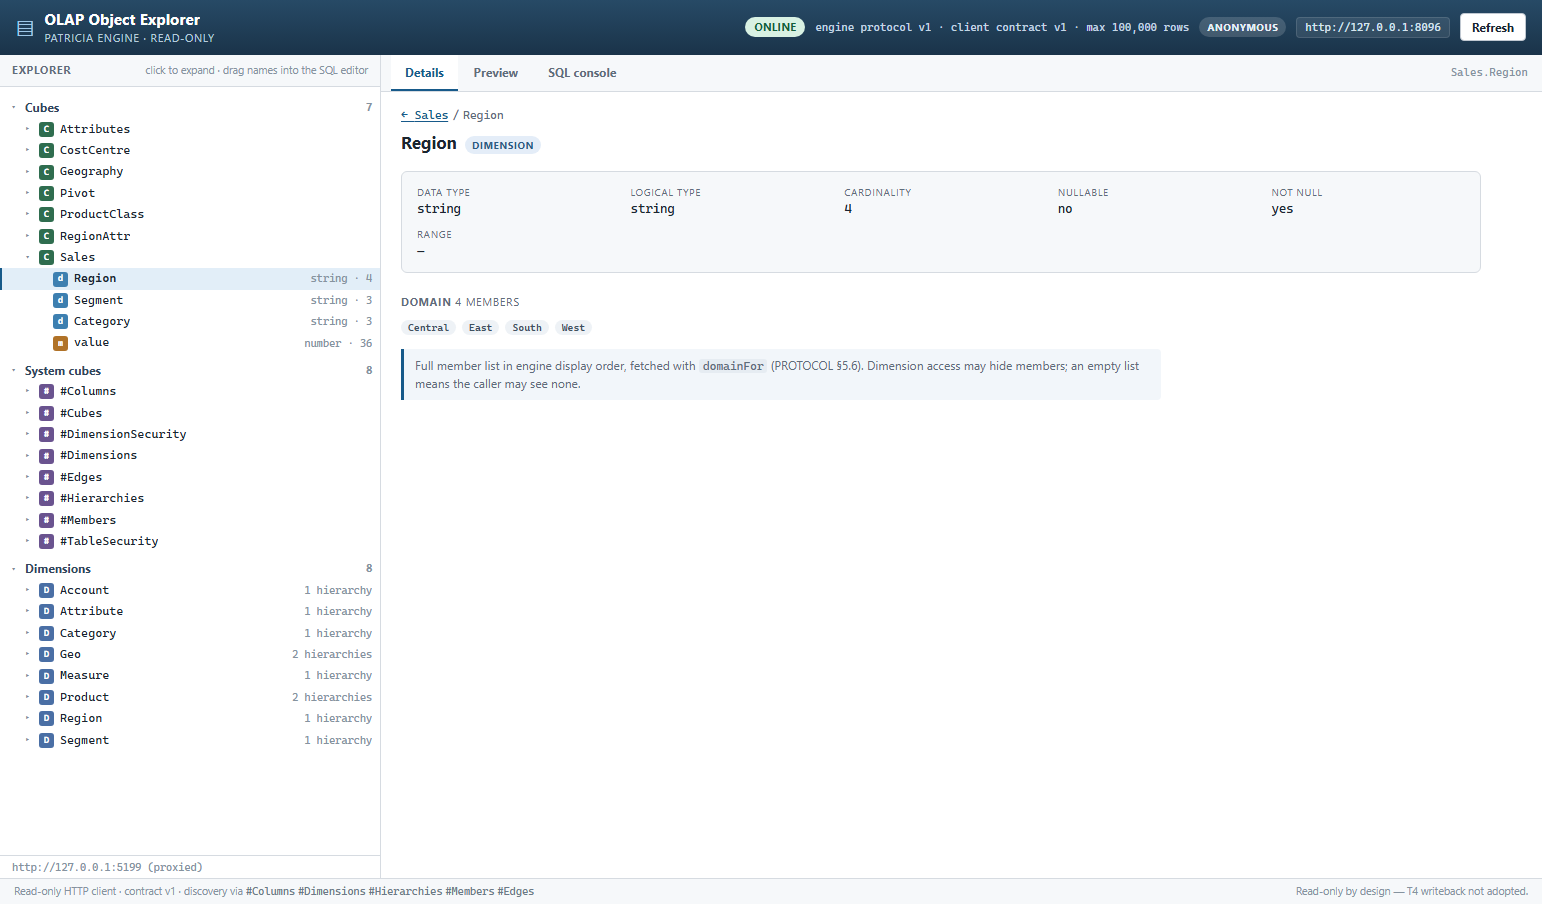 OLAP Object Explorer
PATRICIA ENGINE · READ-ONLY
ONLINE engine protocol v1 · client contract v1 · max 100,000 rows ANONYMOUS http://127.0.0.1:8096 Refresh
EXPLORER click to expand · drag names into the SQL editor
Details Preview SQL console Sales.Region
Cubes 7
C Attributes
C CostCentre
C Geography
C Pivot
C ProductClass
C RegionAttr
C Sales
d Region string · 4
d Segment string · 3
d Category string · 3
m value number · 36
System cubes 8
# #Columns
# #Cubes
# #DimensionSecurity
# #Dimensions
# #Edges
# #Hierarchies
# #Members
# #TableSecurity
Dimensions 8
D Account 1 hierarchy
D Attribute 1 hierarchy
D Category 1 hierarchy
D Geo 2 hierarchies
D Measure 1 hierarchy
D Product 2 hierarchies
D Region 1 hierarchy
D Segment 1 hierarchy
http://127.0.0.1:5199 (proxied)
← Sales / Region
Region DIMENSION
DATA TYPE LOGICAL TYPE CARDINALITY NULLABLE NOT NULL
string string 4 no yes
RANGE
—
DOMAIN 4 MEMBERS
Central East South West
Full member list in engine display order, fetched with domainFor (PROTOCOL §5.6). Dimension access may hide members; an empty list
means the caller may see none.
Read-only HTTP client · contract v1 · discovery via #Columns #Dimensions #Hierarchies #Members #Edges
Read-only by design — T4 writeback not adopted.